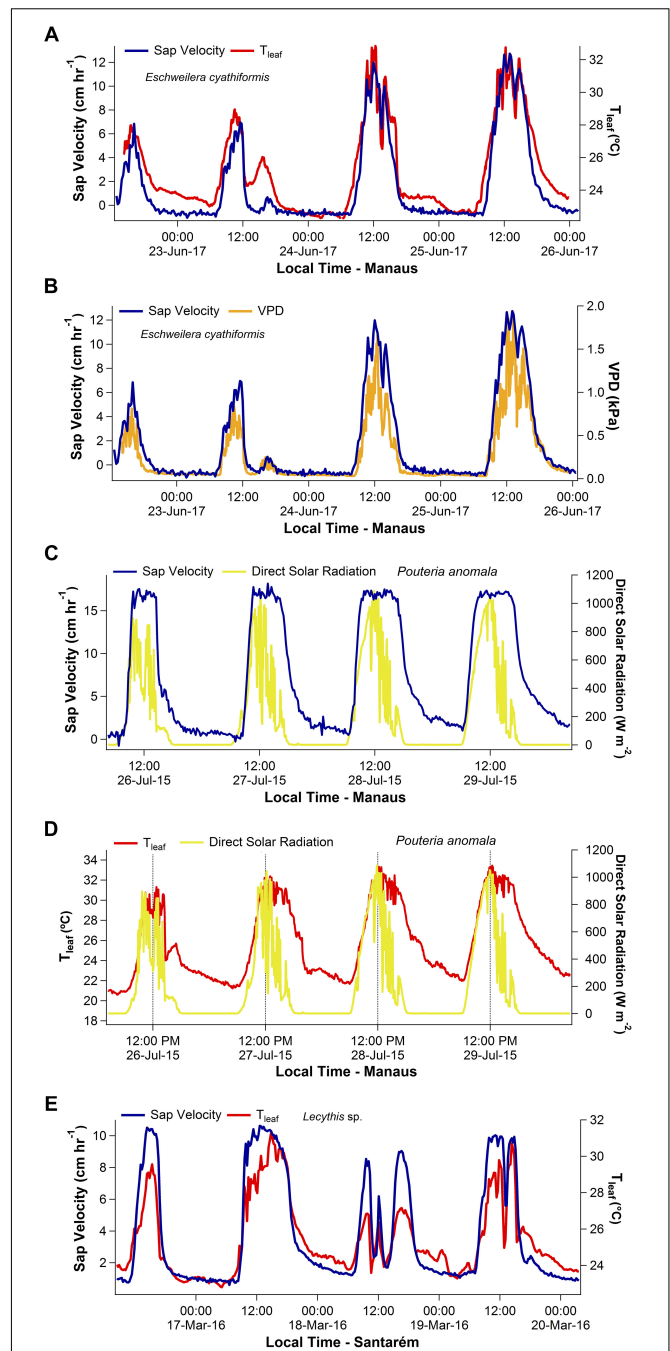 A
Sap Velocity T_leaf
Eschweilera cyathiformis
Sap Velocity (cm hr⁻¹)
12
10
8
6
4
2
0
T_leaf (°C)
32
30
28
26
24
00:00 12:00 00:00 12:00 00:00 12:00 00:00
23-Jun-17 24-Jun-17 25-Jun-17 26-Jun-17
Local Time - Manaus
B
Sap Velocity VPD
Eschweilera cyathiformis
Sap Velocity (cm hr⁻¹)
12
10
8
6
4
2
0
VPD (kPa)
2.0
1.5
1.0
0.5
0.0
00:00 12:00 00:00 12:00 00:00 12:00 00:00
23-Jun-17 24-Jun-17 25-Jun-17 26-Jun-17
Local Time - Manaus
C
Sap Velocity Direct Solar Radiation Pouteria anomala
Sap Velocity (cm hr⁻¹)
15
10
5
0
Direct Solar Radiation (W m⁻²)
1200
1000
800
600
400
200
0
12:00 12:00 12:00 12:00
26-Jul-15 27-Jul-15 28-Jul-15 29-Jul-15
Local Time - Manaus
D
T_leaf Direct Solar Radiation Pouteria anomala
T_leaf (°C)
34
32
30
28
26
24
22
20
18
Direct Solar Radiation (W m⁻²)
1200
1000
800
600
400
200
0
12:00 PM 12:00 PM 12:00 PM 12:00 PM
26-Jul-15 27-Jul-15 28-Jul-15 29-Jul-15
Local Time - Manaus
E
Sap Velocity T_leaf Lecythis sp.
Sap Velocity (cm hr⁻¹)
10
8
6
4
2
T_leaf (°C)
32
30
28
26
24
00:00 12:00 00:00 12:00 00:00 12:00 00:00
17-Mar-16 18-Mar-16 19-Mar-16 20-Mar-16
Local Time - Santarém